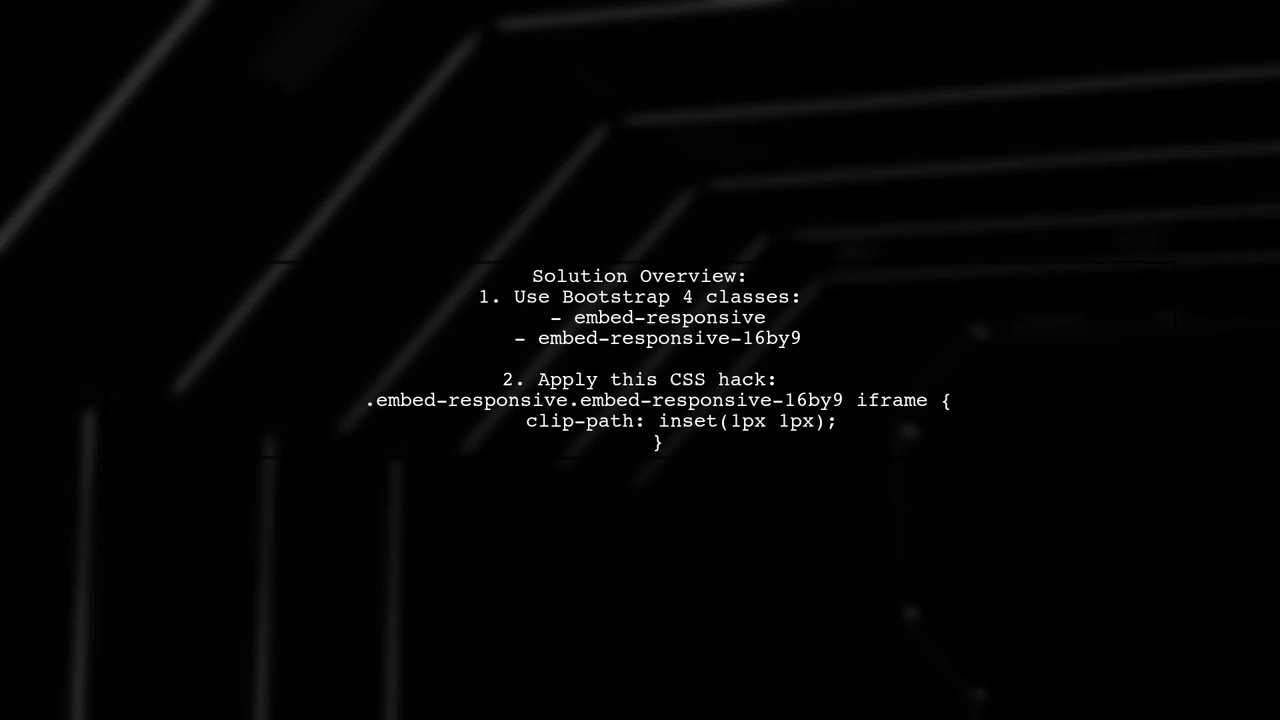 Solution Overview:
1. Use Bootstrap 4 classes:
- embed-responsive
- embed-responsive-16by9
2. Apply this CSS hack:
.embed-responsive.embed-responsive-16by9 iframe {
clip-path: inset(1px 1px);
}